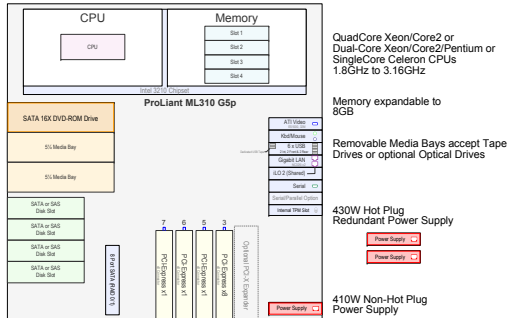 CPU
Memory
CPU
Slot 1
Slot 2
Slot 3
Slot 4
Intel 3210 Chipset
ProLiant ML310 G5p
SATA 16X DVD-ROM Drive
5¼ Media Bay
5¼ Media Bay
SATA or SAS
Disk Slot
SATA or SAS
Disk Slot
SATA or SAS
Disk Slot
SATA or SAS
Disk Slot
8 Port SATA (RAID 0/1)
7
6
5
3
PCI-Express x1
PCI-Express x1
PCI-Express x1
PCI-Express x8
Optional PCI-X Expander
ATI Video
Kbd/Mouse
6 x USB
Gigabit LAN
iLO 2 (Shared)
Serial
Serial/Parallel Option
Internal TPM Slot
Power Supply
QuadCore Xeon/Core2 or
Dual-Core Xeon/Core2/Pentium or
SingleCore Celeron CPUs
1.8GHz to 3.16GHz
Memory expandable to
8GB
Removable Media Bays accept Tape
Drives or optional Optical Drives
430W Hot Plug
Redundant Power Supply
Power Supply
Power Supply
410W Non-Hot Plug
Power Supply